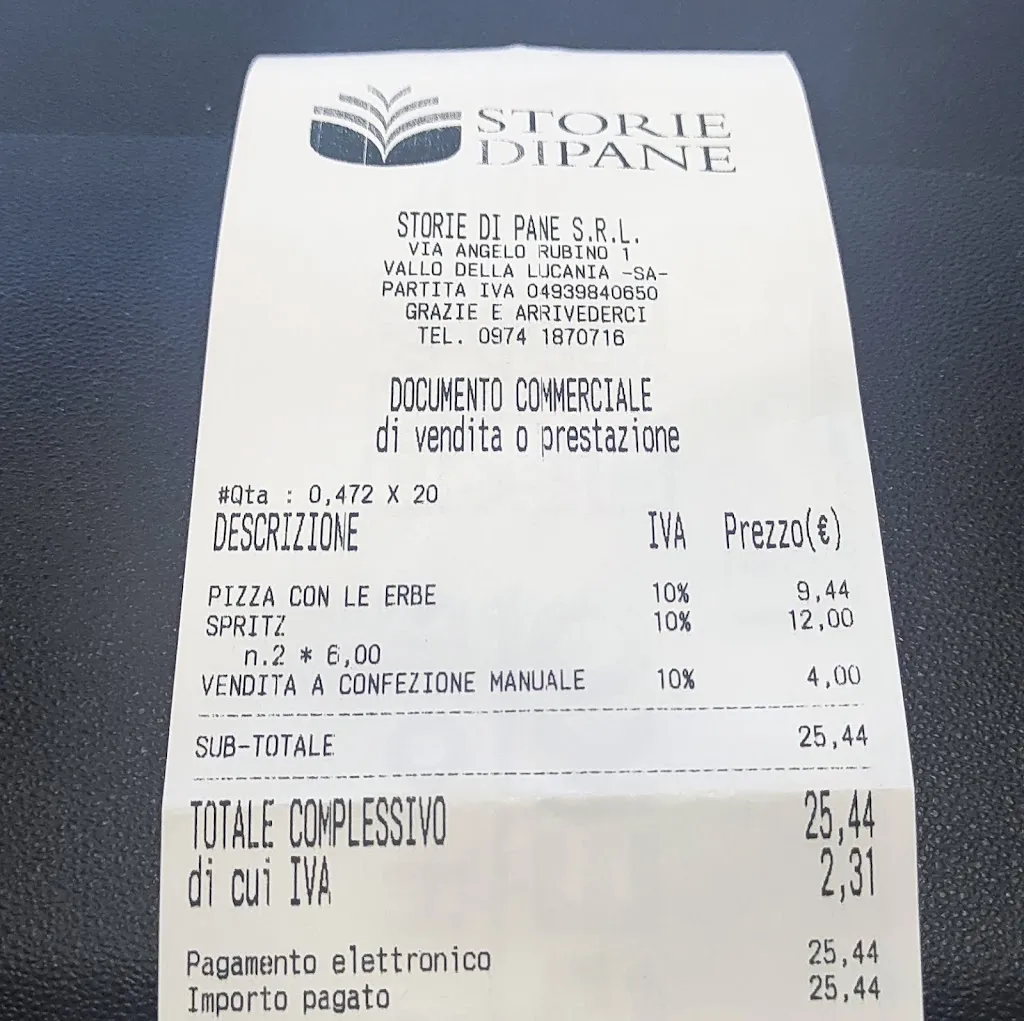 STORIE
DIPANE
STORIE DI PANE S.R.L.
VIA ANGELO RUBINO 1
VALLO DELLA LUCANIA -SA-
PARTITA IVA 04939840650
GRAZIE E ARRIVEDERCI
TEL. 0974 1870716
DOCUMENTO COMMERCIALE
di vendita o prestazione
#Qta : 0,472 X 20
DESCRIZIONE IVA Prezzo(€)
PIZZA CON LE ERBE 10% 9,44
SPRITZ 10% 12,00
n.2 * 6,00
VENDITA A CONFEZIONE MANUALE 10% 4,00
SUB-TOTALE 25,44
TOTALE COMPLESSIVO 25,44
di cui IVA 2,31
Pagamento elettronico 25,44
Importo pagato 25,44